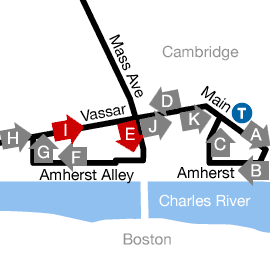 Mass Ave
Cambridge
Main
T
Vassar
D
A
H
I
E
J
K
G
F
C
B
Amherst Alley
Amherst
Charles River
Boston